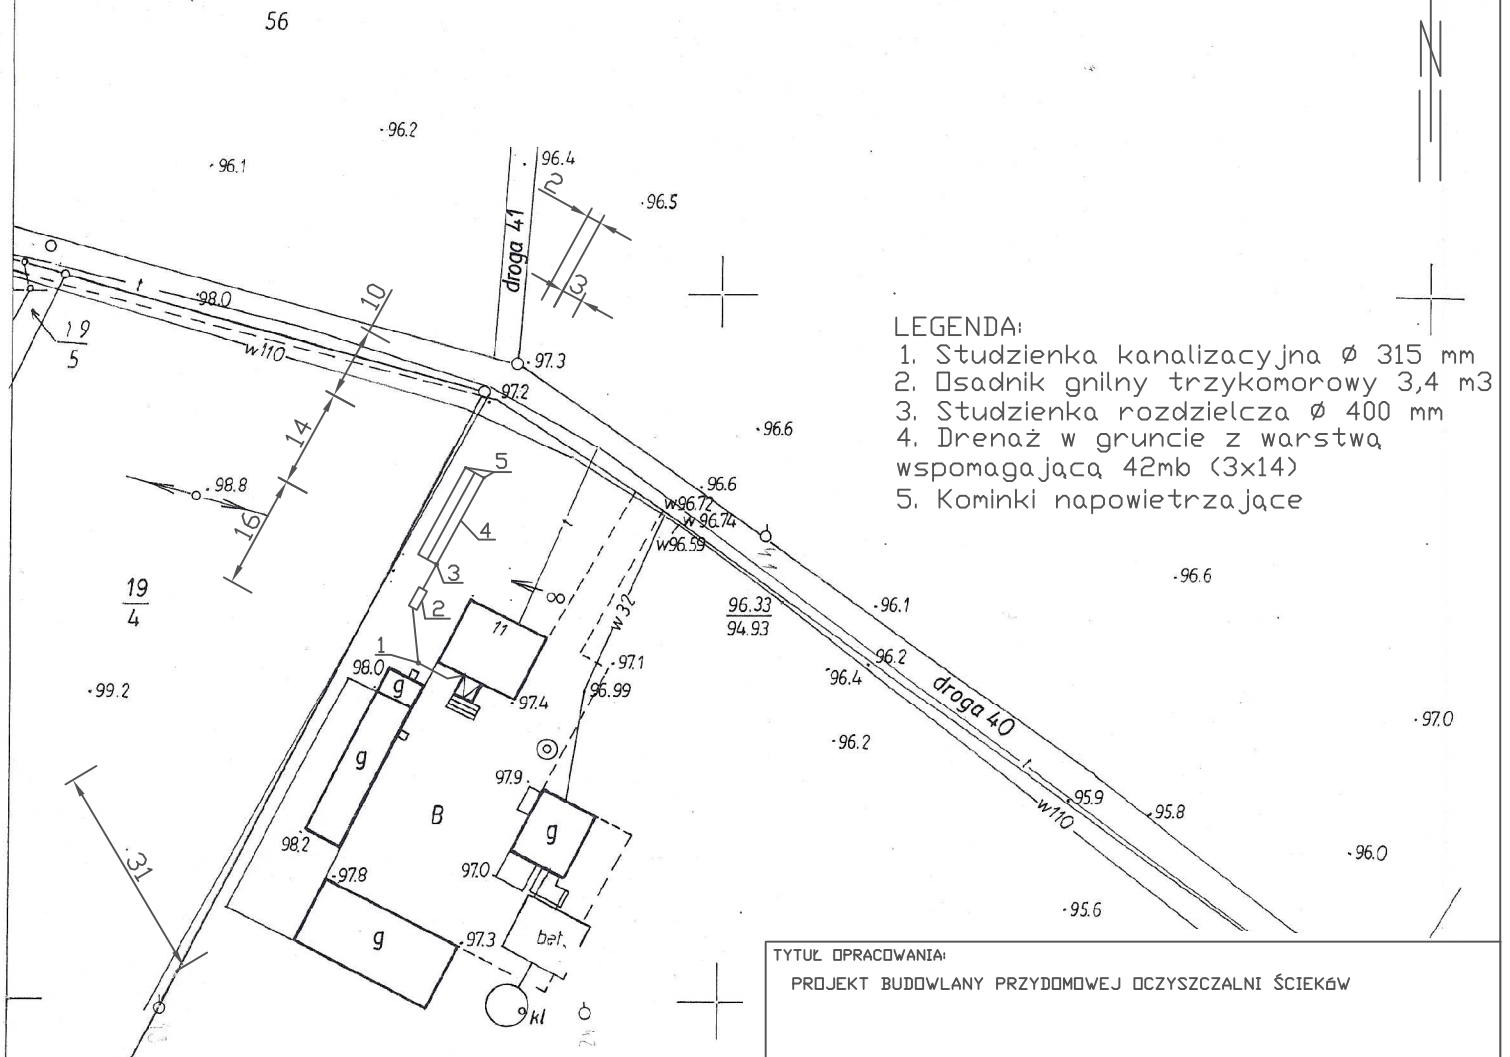 56
N
96.2
96.1
96.4
2
96.5
droga 41
3
t
98.0
10
19
5
w110
97.3
97.2
LEGENDA:
1. Studzienka kanalizacyjna Ø 315 mm
2. Osadnik gnilny trzykomorowy 3,4 m3
3. Studzienka rozdzielcza Ø 400 mm
4. Drenaż w gruncie z warstwą
wspomagającą 42mb (3x14)
5. Kominki napowietrzające
14
96.6
5
98.8
96.6
w96.72
w96.74
16
4
t
w96.59
3
96.6
19
4
2
w32
96.33
94.93
96.1
11
1
98.0
97.1
96.2
96.4
99.2
g
97.4
96.99
droga 40
97.0
96.2
g
97.9
t
95.9
w110
95.8
B
g
98.2
96.0
31
97.8
97.0
95.6
g
97.3
bet.
kl
TYTUŁ OPRACOWANIA:
PROJEKT BUDOWLANY PRZYDOMOWEJ OCZYSZCZALNI ŚCIEKóW